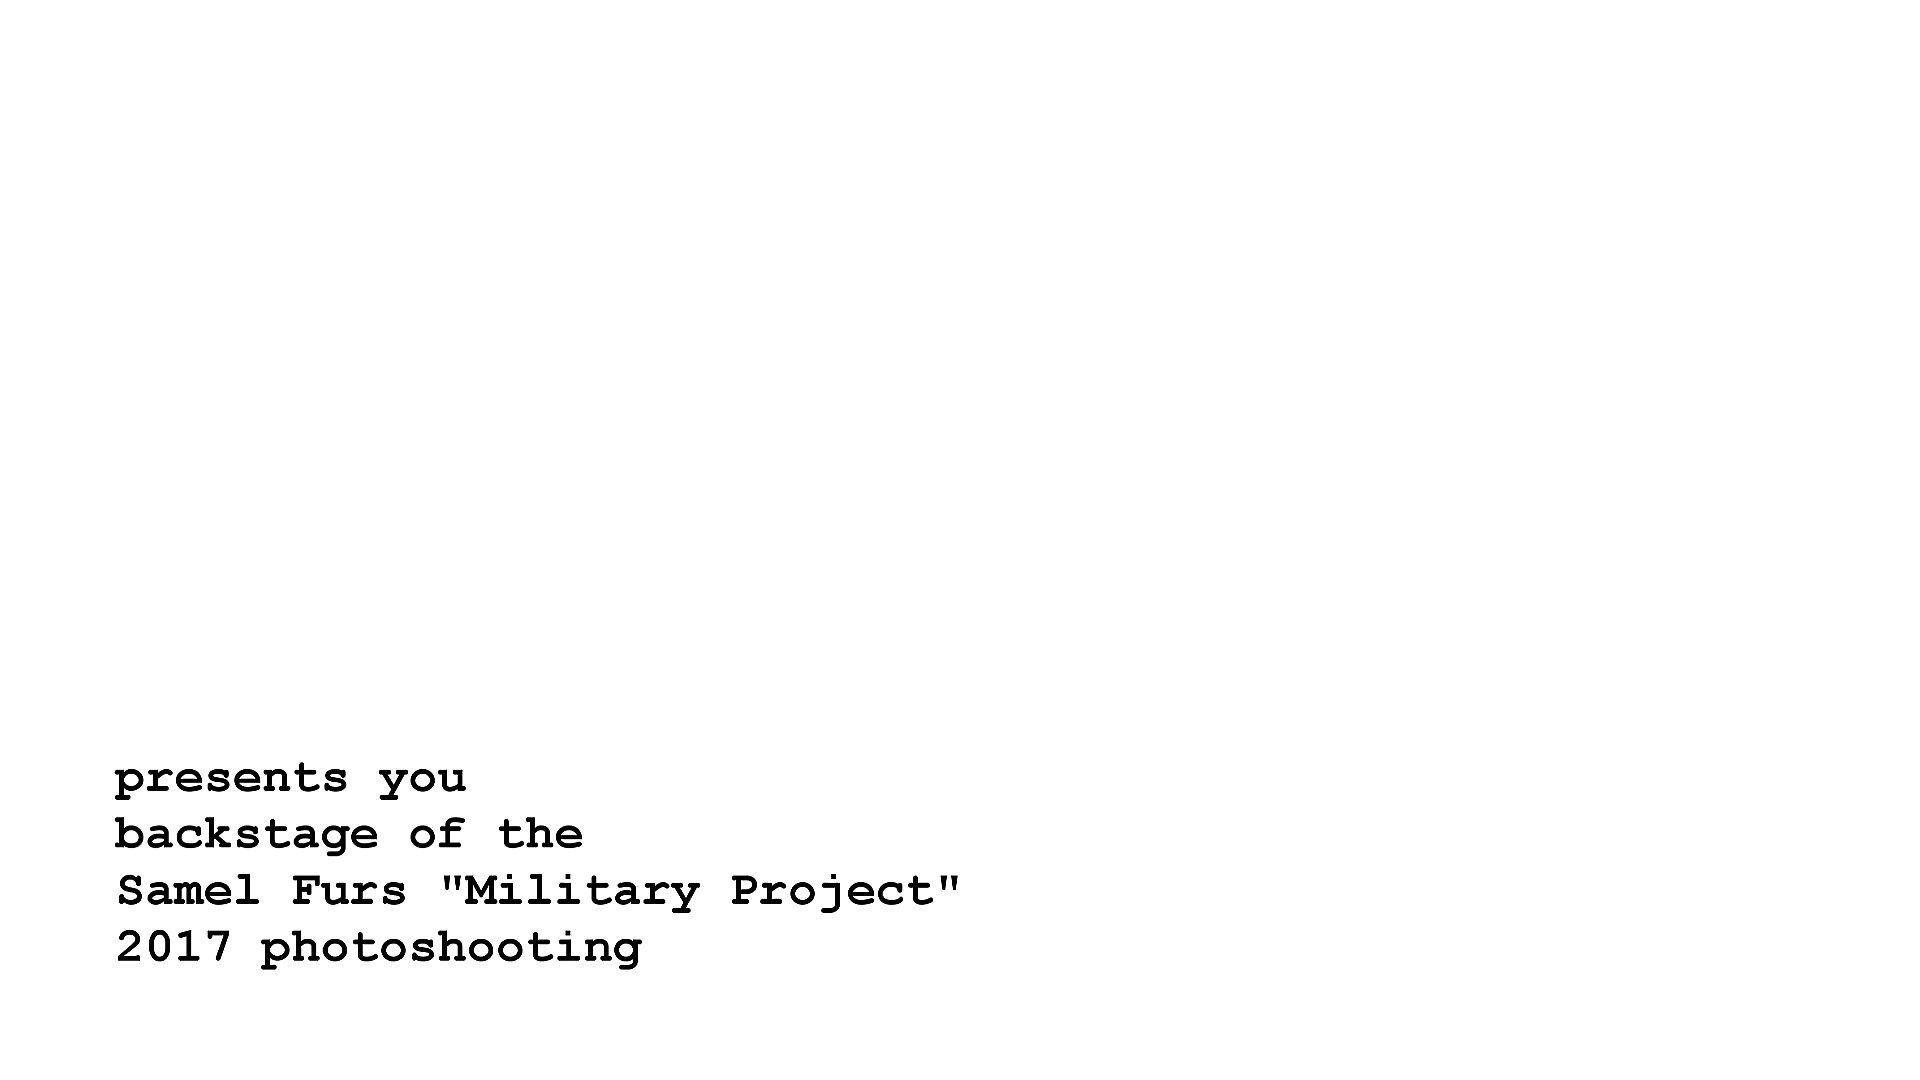 presents you
backstage of the
Samel Furs "Military Project"
2017 photoshooting